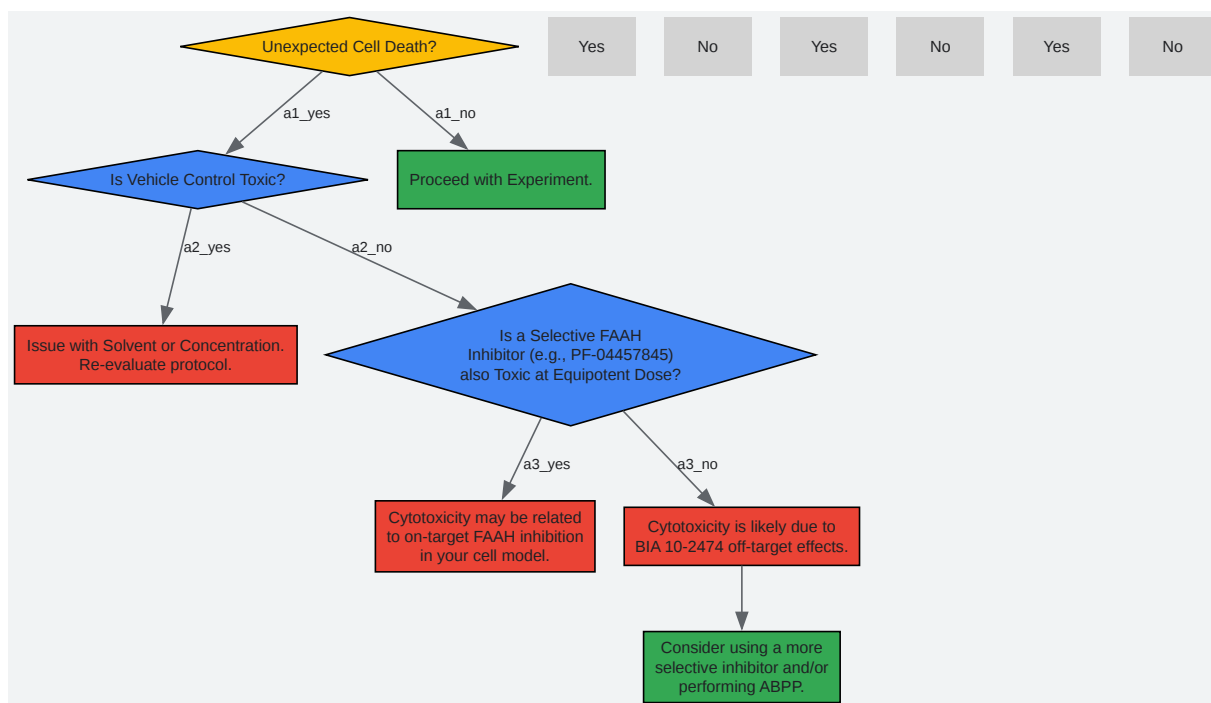 Unexpected Cell Death?
Yes
No
Yes
No
Yes
No
a1_yes
a1_no
Is Vehicle Control Toxic?
Proceed with Experiment.
a2_yes
a2_no
Issue with Solvent or Concentration.
Re-evaluate protocol.
Is a Selective FAAH
Inhibitor (e.g., PF-04457845)
also Toxic at Equipotent Dose?
a3_yes
a3_no
Cytotoxicity may be related
to on-target FAAH inhibition
in your cell model.
Cytotoxicity is likely due to
BIA 10-2474 off-target effects.
Consider using a more
selective inhibitor and/or
performing ABPP.